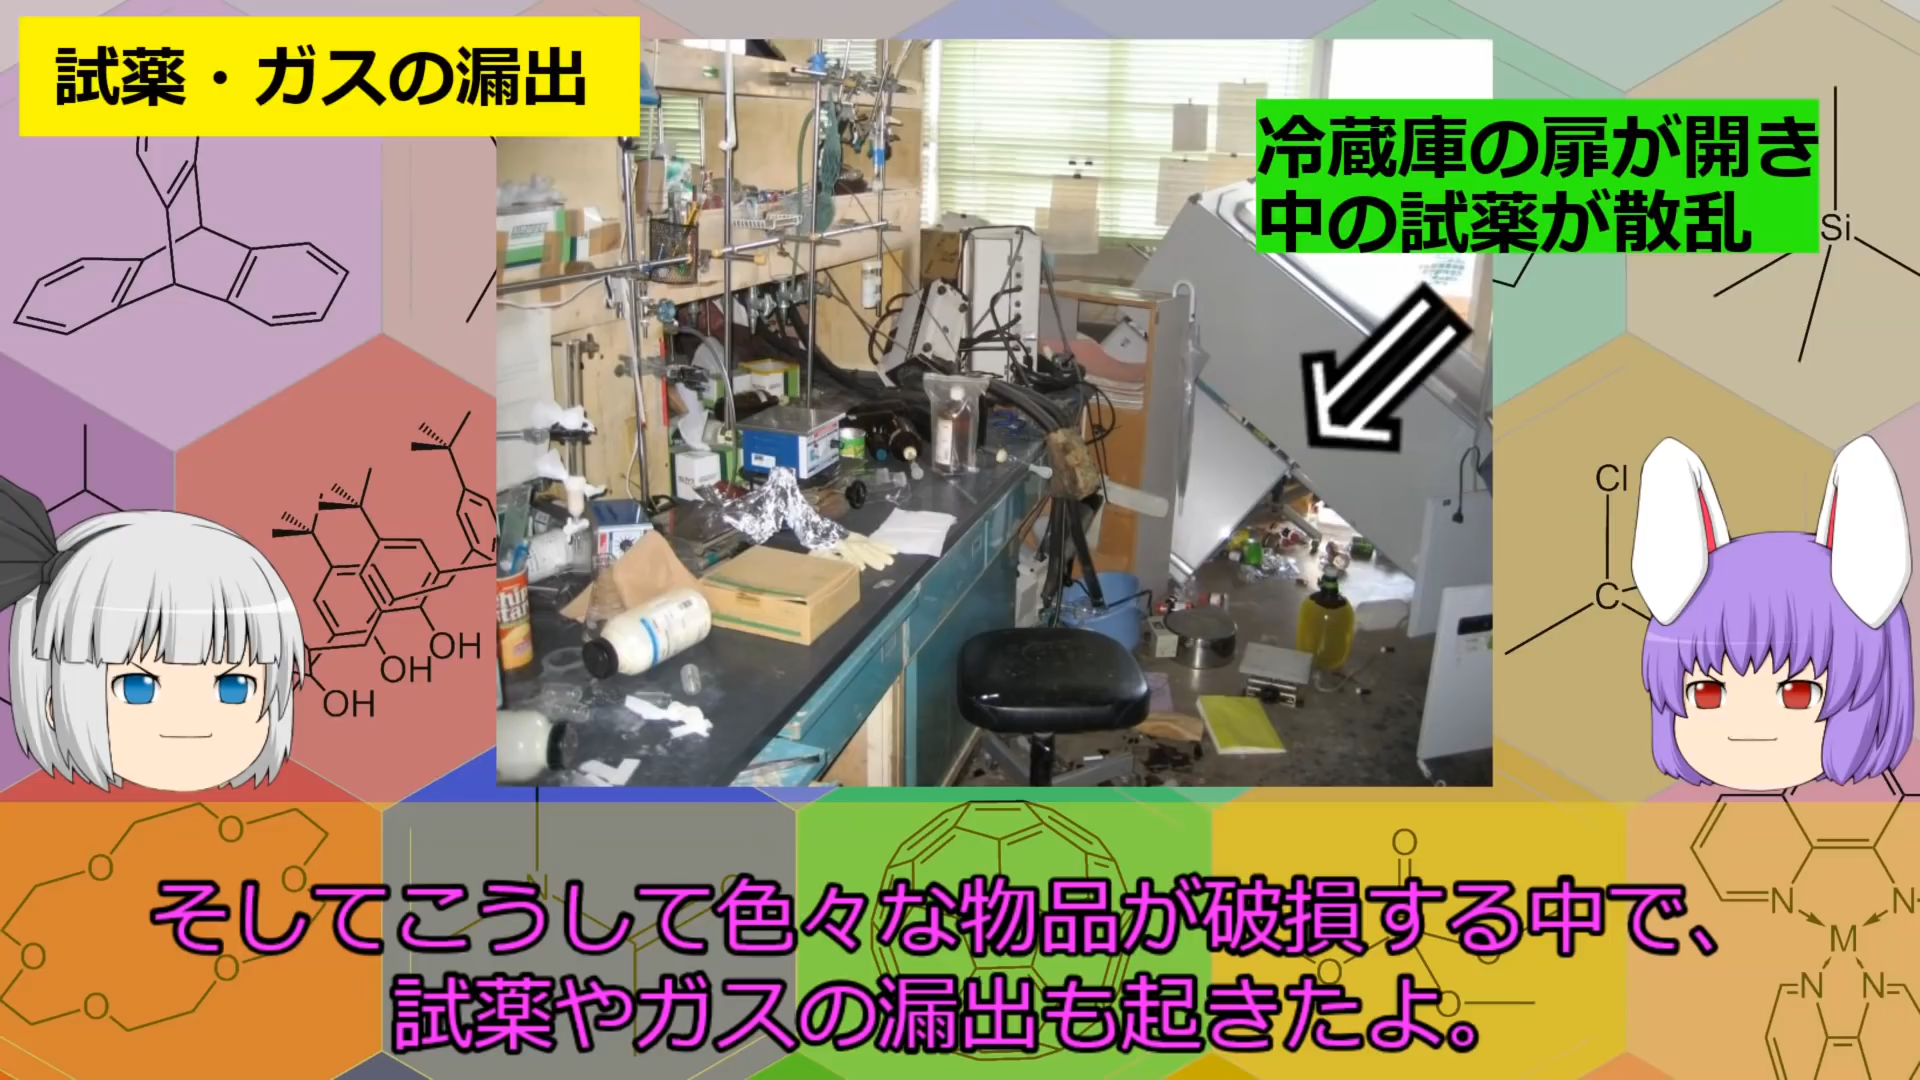 試薬・ガスの漏出
冷蔵庫の扉が開き
中の試薬が散乱
Si
Cl
C
OH
OH
OH
O
O
O
O
O
O
N
O
O
O
N
N
M
N
N
そしてこうして色々な物品が破損する中で、
試薬やガスの漏出も起きたよ。